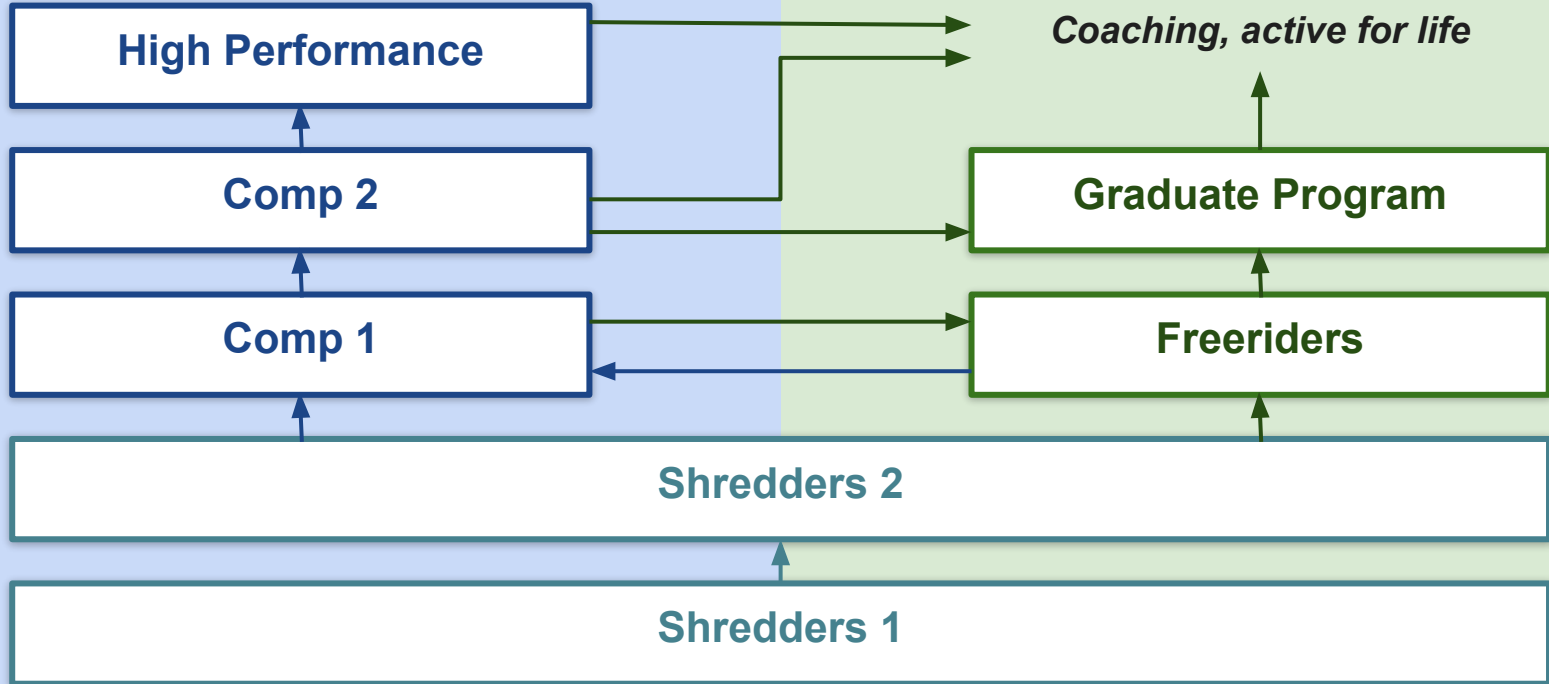 High Performance
Coaching, active for life
Comp 2
Graduate Program
Comp 1
Freeriders
Shredders 2
Shredders 1